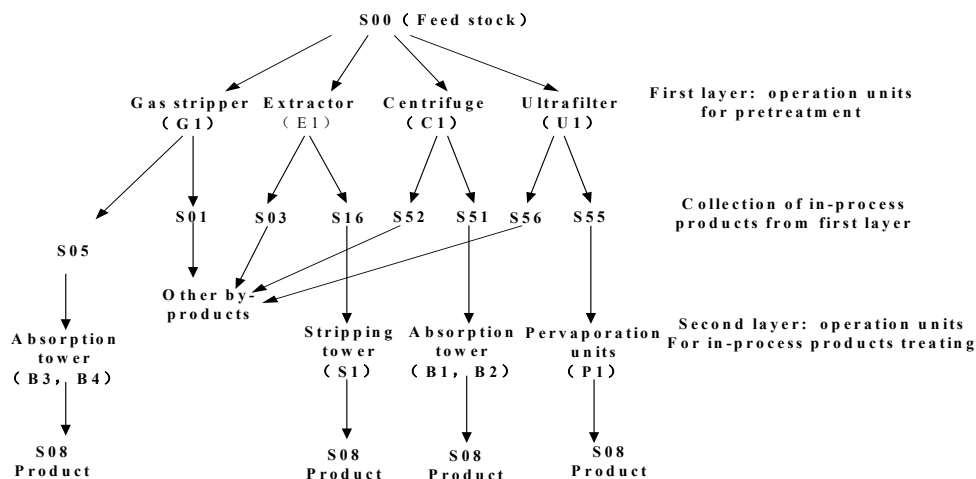 S00（Feed stock）
Gas stripper
（G1）
Extractor
（E1）
Centrifuge
（C1）
Ultrafilter
（U1）
First layer: operation units
for pretreatment
S05
S01
S03
S16
S52
S51
S56
S55
Collection of in-process
products from first layer
Other by-
products
Absorption
tower
（B3，B4）
Stripping
tower
（S1）
Absorption
tower
（B1，B2）
Pervaporation
units
（P1）
Second layer: operation units
For in-process products treating
S08
Product
S08
Product
S08
Product
S08
Product